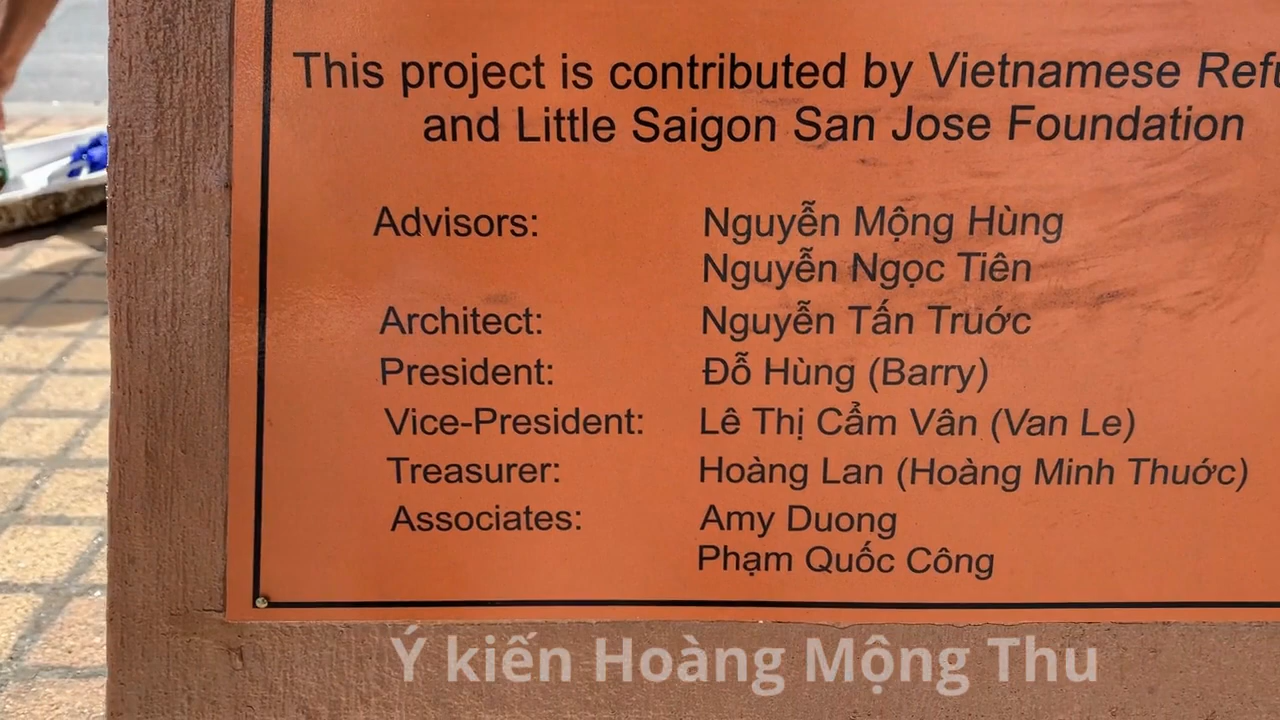 This project is contributed by Vietnamese Refu
and Little Saigon San Jose Foundation
Advisors: Nguyễn Mộng Hùng
Nguyễn Ngọc Tiên
Architect: Nguyễn Tấn Truớc
President: Đỗ Hùng (Barry)
Vice-President: Lê Thị Cẩm Vân (Van Le)
Treasurer: Hoàng Lan (Hoàng Minh Thuớc)
Associates: Amy Duong
Phạm Quốc Công
Ý kiến Hoàng Mộng Thu